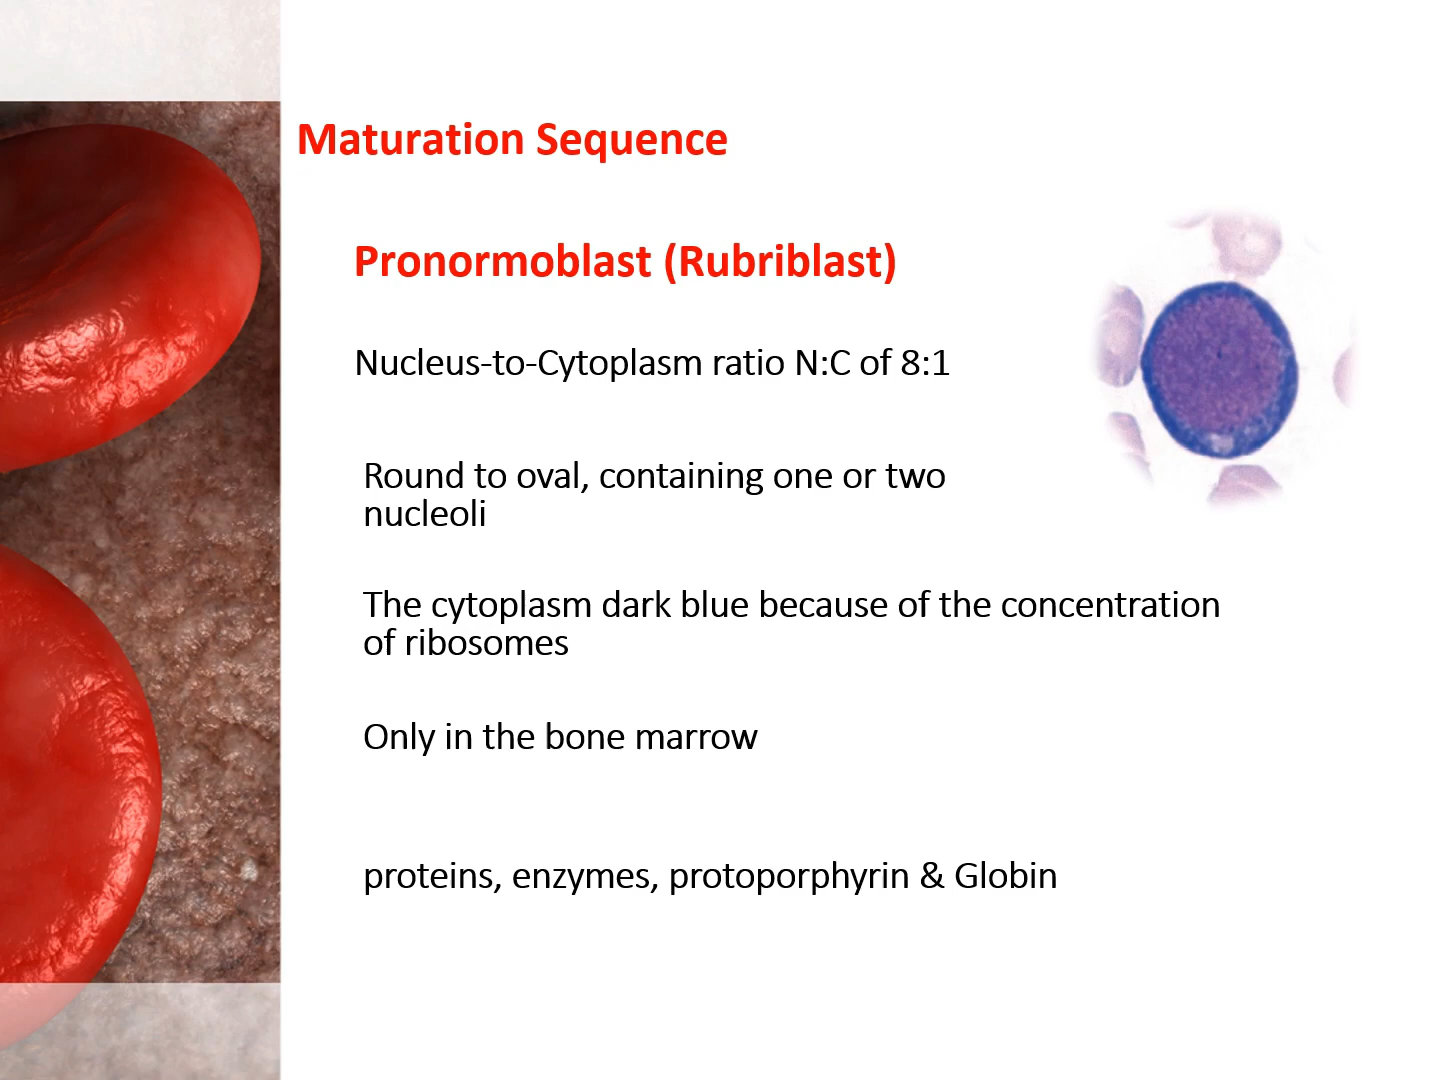 Maturation Sequence
Pronormoblast (Rubriblast)
Nucleus-to-Cytoplasm ratio N:C of 8:1
Round to oval, containing one or two
nucleoli
The cytoplasm dark blue because of the concentration
of ribosomes
Only in the bone marrow
proteins, enzymes, protoporphyrin & Globin